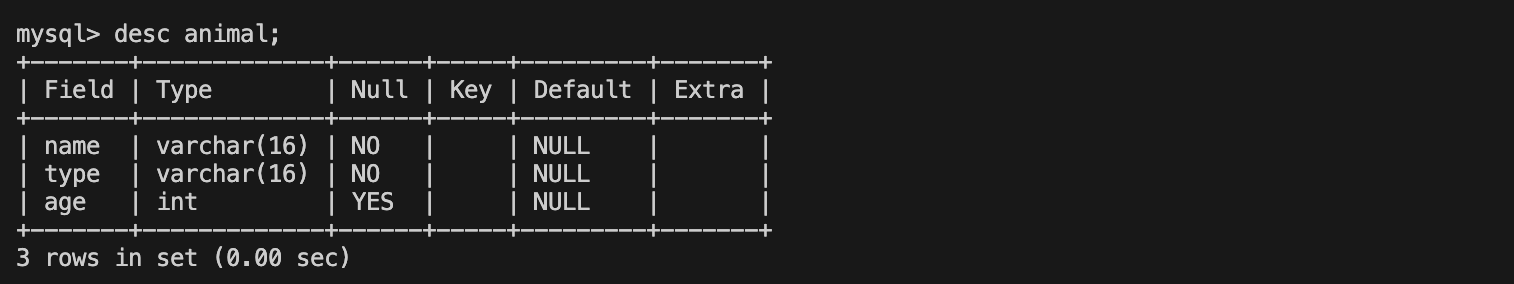 mysql> desc animal;
+-------+-------------+------+-----+---------+-------+
| Field | Type        | Null | Key | Default | Extra |
+-------+-------------+------+-----+---------+-------+
| name  | varchar(16) | NO   |     | NULL    |       |
| type  | varchar(16) | NO   |     | NULL    |       |
| age   | int         | YES  |     | NULL    |       |
+-------+-------------+------+-----+---------+-------+
3 rows in set (0.00 sec)